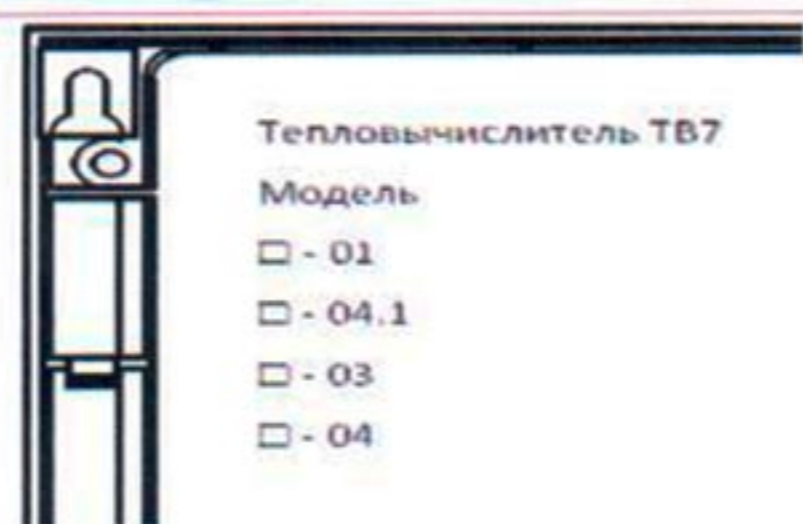 Тепловычислитель ТВ7
Модель
□ - 01
□ - 04.1
□ - 03
□ - 04